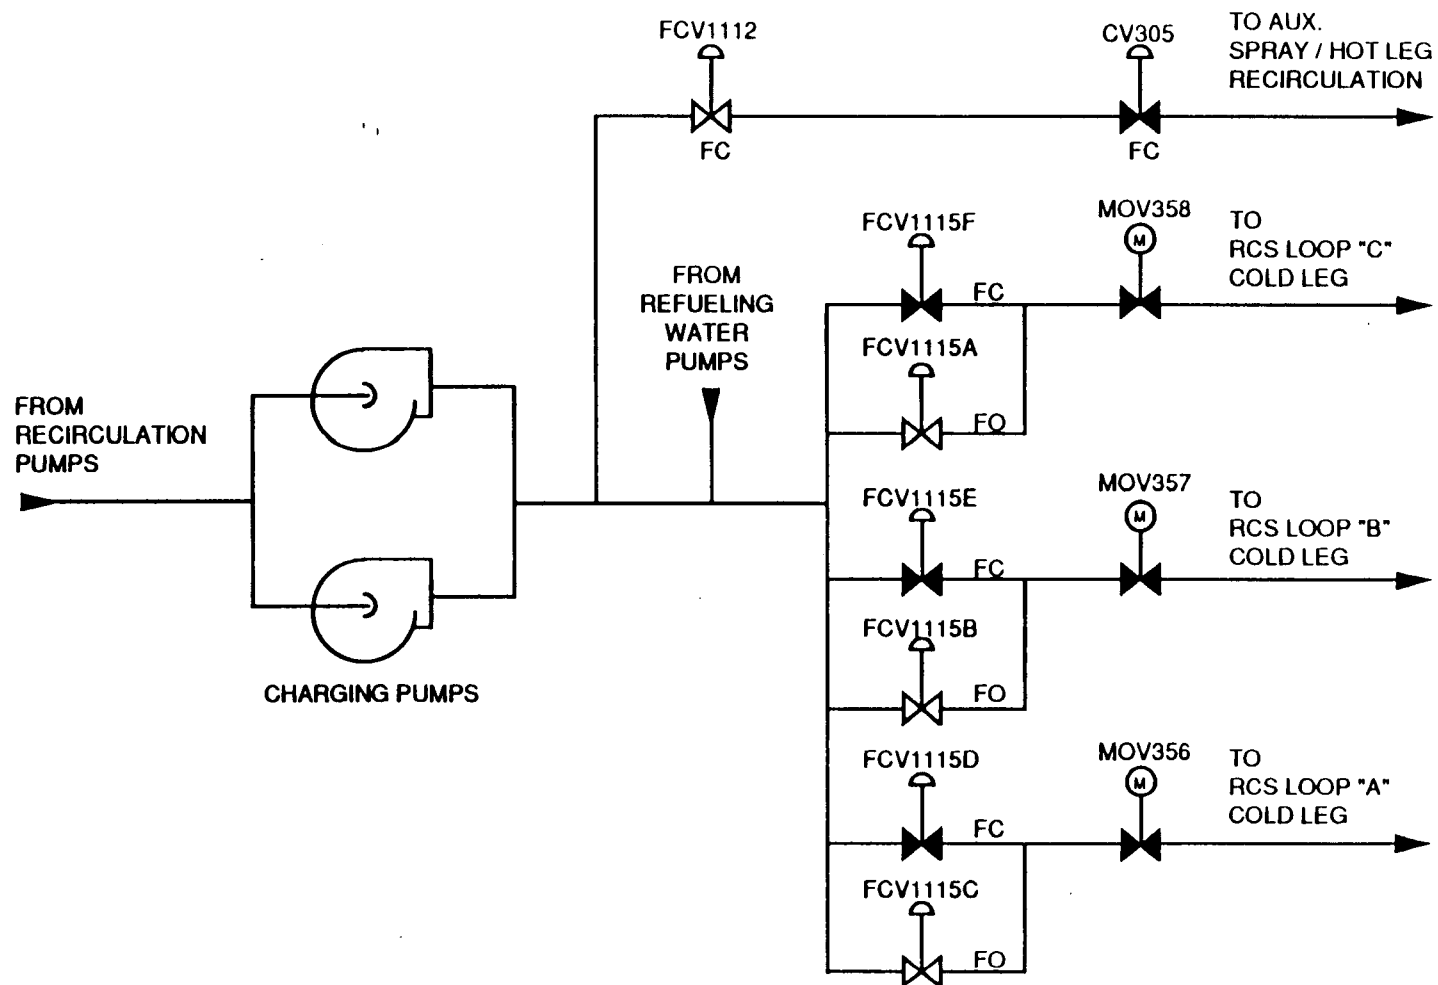 FCV1112
CV305
TO AUX.
SPRAY / HOT LEG
RECIRCULATION
FC
FC
FCV1115F
MOV358
M
TO
RCS LOOP "C"
COLD LEG
FC
FROM
REFUELING
WATER
PUMPS
FCV1115A
FO
FROM
RECIRCULATION
PUMPS
CHARGING PUMPS
FCV1115E
MOV357
M
TO
RCS LOOP "B"
COLD LEG
FC
FCV1115B
FO
FCV1115D
MOV356
M
TO
RCS LOOP "A"
COLD LEG
FC
FCV1115C
FO